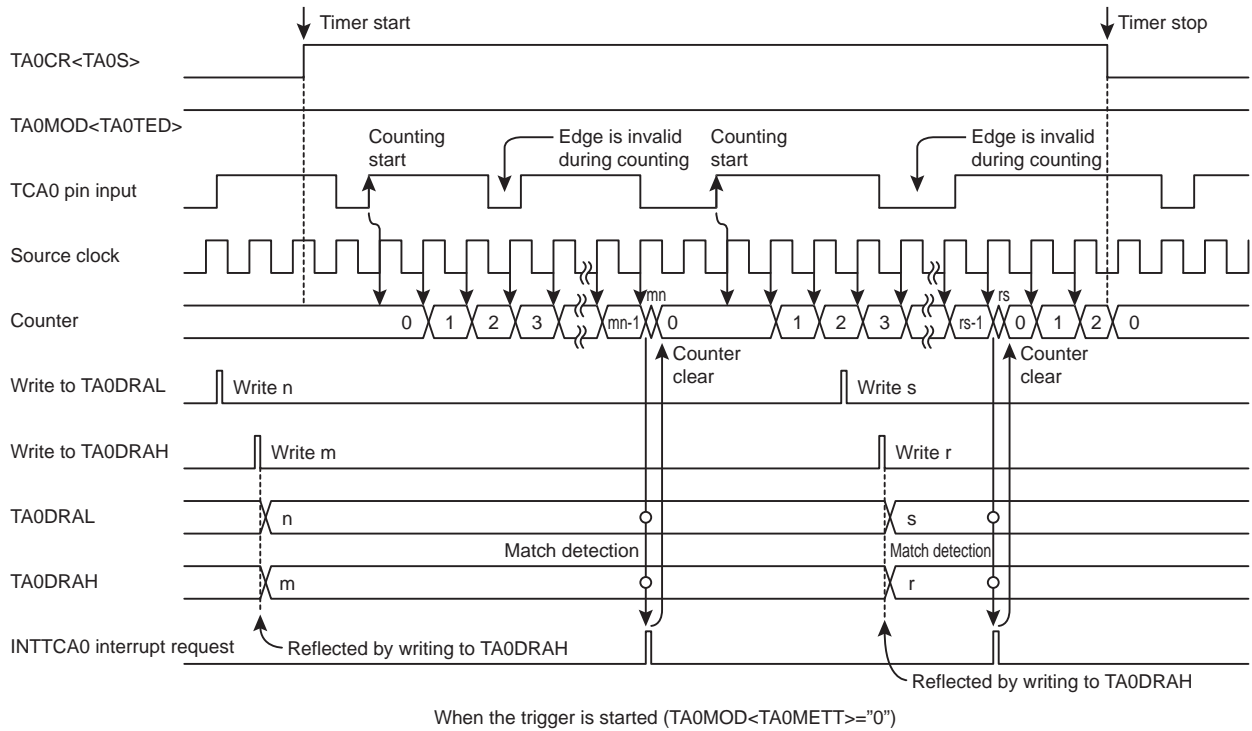 Timer start
Timer stop
TA0CR<TA0S>
TA0MOD<TA0TED>
Counting
start
Edge is invalid
during counting
Counting
start
Edge is invalid
during counting
TCA0 pin input
Source clock
mn
rs
Counter
0 1 2 3 mn-1 0 1 2 3 rs-1 0 1 2 0
Counter
clear
Counter
clear
Write to TA0DRAL
Write n
Write s
Write to TA0DRAH
Write m
Write r
TA0DRAL
n
s
Match detection
Match detection
TA0DRAH
m
r
INTTCA0 interrupt request
Reflected by writing to TA0DRAH
Reflected by writing to TA0DRAH
When the trigger is started (TA0MOD<TA0METT>=”0”)